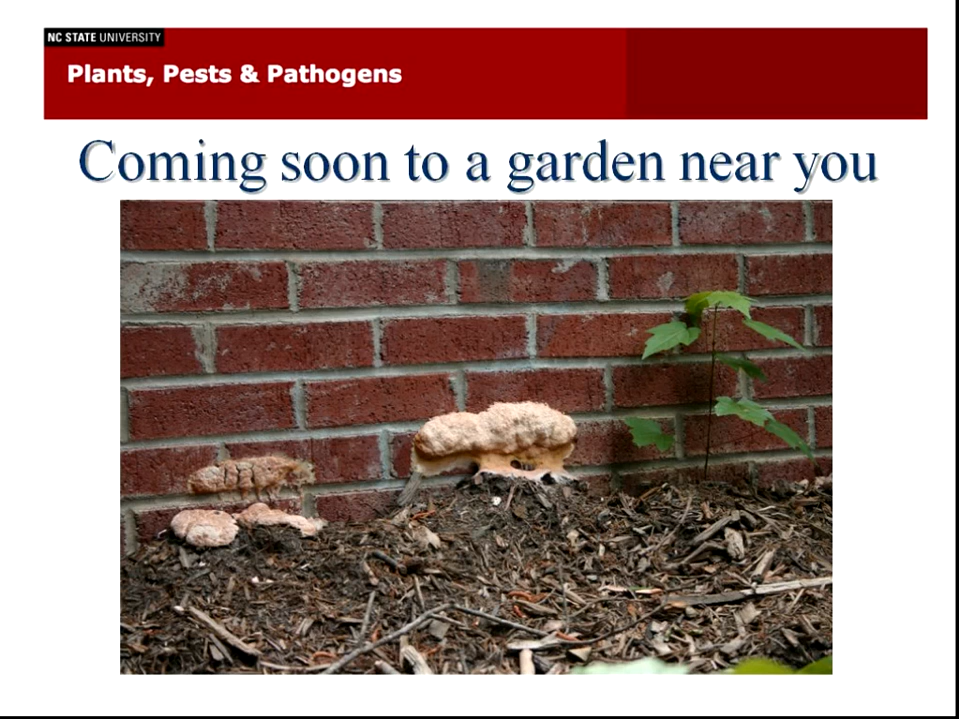 NC STATE UNIVERSITY
Plants, Pests & Pathogens
Coming soon to a garden near you